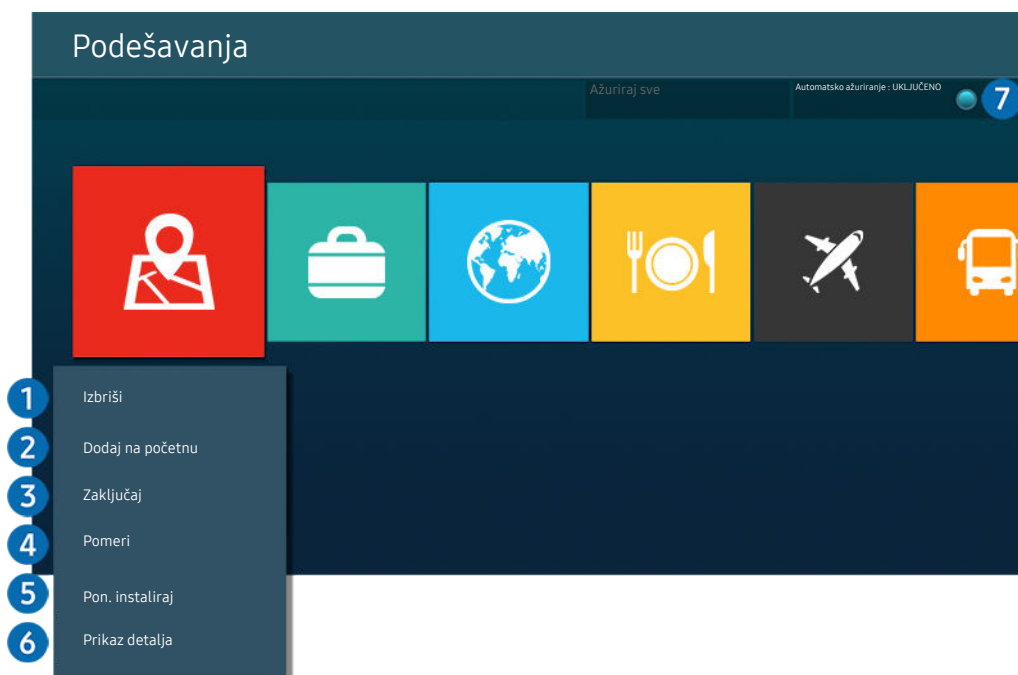 Podešavanja
Ažuriraj sve
Automatsko ažuriranje : UKLJUČENO
7
1 Izbriši
2 Dodaj na početnu
3 Zaključaj
4 Pomeri
5 Pon. instaliraj
6 Prikaz detalja